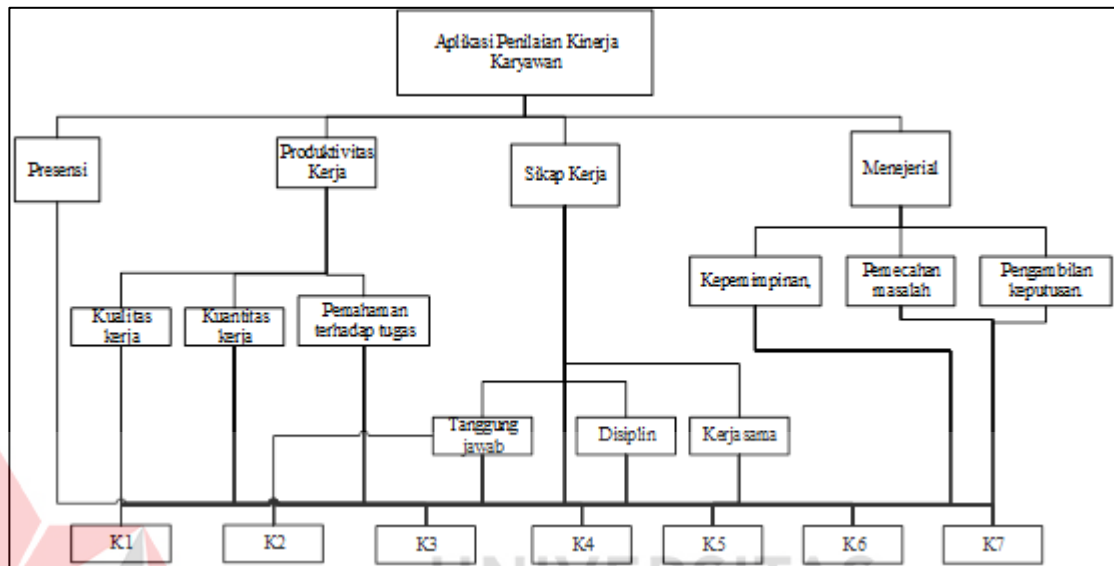 Aplikasi Penilaian Kinerja
Karyawan
Presensi
Produktivitas
Kerja
Sikap Kerja
Menejerial
Kepemimpinan,
Pemecahan
masalah
Pengambilan
keputusan
Kualitas
kerja
Kuantitas
kerja
Pemahaman
terhadap tugas
Tanggung
jawab
Disiplin
Kerjasama
K1
K2
K3
K4
K5
K6
K7
UNIVERSITAS